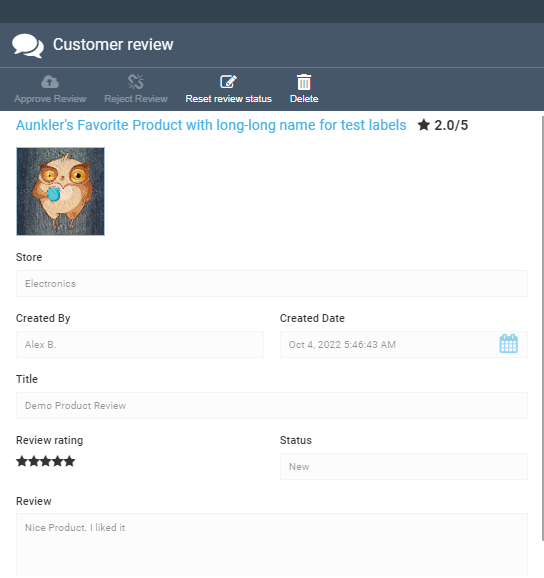 Customer review
Approve Review Reject Review Reset review status Delete
Aunkler's Favorite Product with long-long name for test labels 2.0/5
Store
Electronics
Created By Created Date
Alex B. Oct 4, 2022 5:46:43 AM
Title
Demo Product Review
Review rating Status
New
Review
Nice Product. I liked it